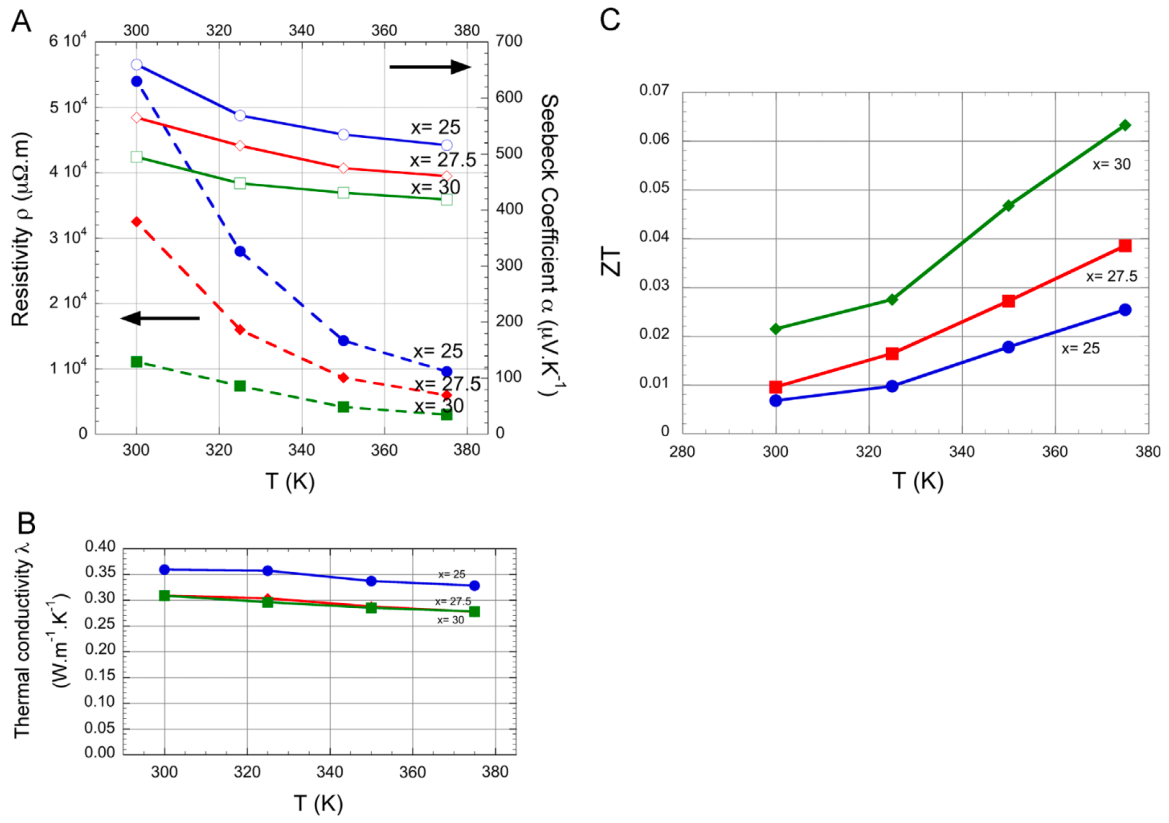 A
300 320 340 360 380
6 10⁴
5 10⁴
4 10⁴
3 10⁴
2 10⁴
1 10⁴
0
Resistivity ρ (μΩ.m)
700
600
500
400
300
200
100
0
Seebeck Coefficient α (μV.K⁻¹)
x= 25
x= 27.5
x= 30
x= 25
x= 27.5
x= 30
300 320 340 360 380
T (K)
B
0.40
0.35
0.30
0.25
0.20
0.15
0.10
0.05
0.00
Thermal conductivity λ
(W.m⁻¹.K⁻¹)
x= 25
x= 27.5
x= 30
300 320 340 360 380
T (K)
C
0.07
0.06
0.05
0.04
0.03
0.02
0.01
0
ZT
x= 30
x= 27.5
x= 25
280 300 320 340 360 380
T (K)